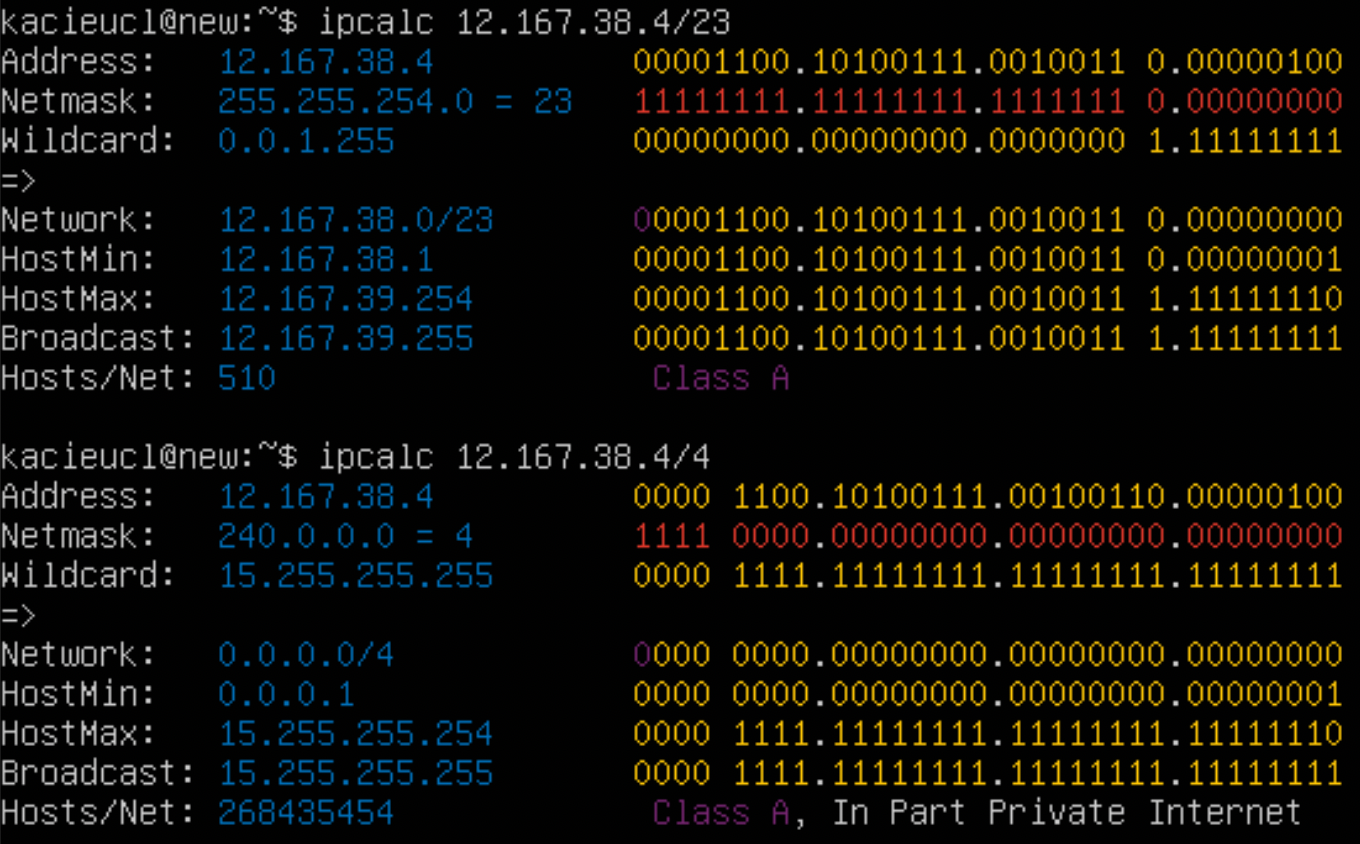 kacieucl@new:~$ ipcalc 12.167.38.4/23
Address:   12.167.38.4          00001100.10100111.0010011 0.00000100
Netmask:   255.255.254.0 = 23   11111111.11111111.1111111 0.00000000
Wildcard:  0.0.1.255            00000000.00000000.0000000 1.11111111
=>
Network:   12.167.38.0/23       00001100.10100111.0010011 0.00000000
HostMin:   12.167.38.1          00001100.10100111.0010011 0.00000001
HostMax:   12.167.39.254        00001100.10100111.0010011 1.11111110
Broadcast: 12.167.39.255        00001100.10100111.0010011 1.11111111
Hosts/Net: 510                   Class A
kacieucl@new:~$ ipcalc 12.167.38.4/4
Address:   12.167.38.4          0000 1100.10100111.00100110.00000100
Netmask:   240.0.0.0 = 4        1111 0000.00000000.00000000.00000000
Wildcard:  15.255.255.255       0000 1111.11111111.11111111.11111111
=>
Network:   0.0.0.0/4            0000 0000.00000000.00000000.00000000
HostMin:   0.0.0.1              0000 0000.00000000.00000000.00000001
HostMax:   15.255.255.254       0000 1111.11111111.11111111.11111110
Broadcast: 15.255.255.255       0000 1111.11111111.11111111.11111111
Hosts/Net: 268435454             Class A, In Part Private Internet